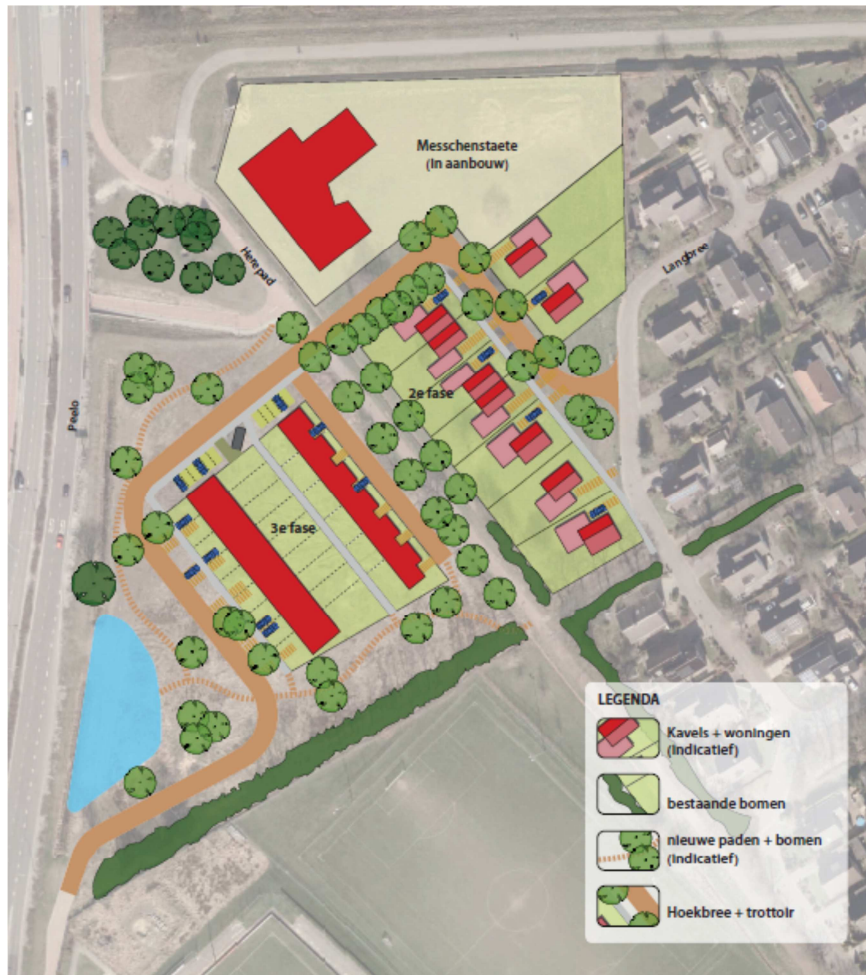 Messchenstaete
(in aanbouw)
Herepad
Langbree
Peelo
2e fase
3e fase
LEGENDA
Kavels + woningen
(indicatief)
bestaande bomen
nieuwe paden + bomen
(indicatief)
Hoekbree + trottoir